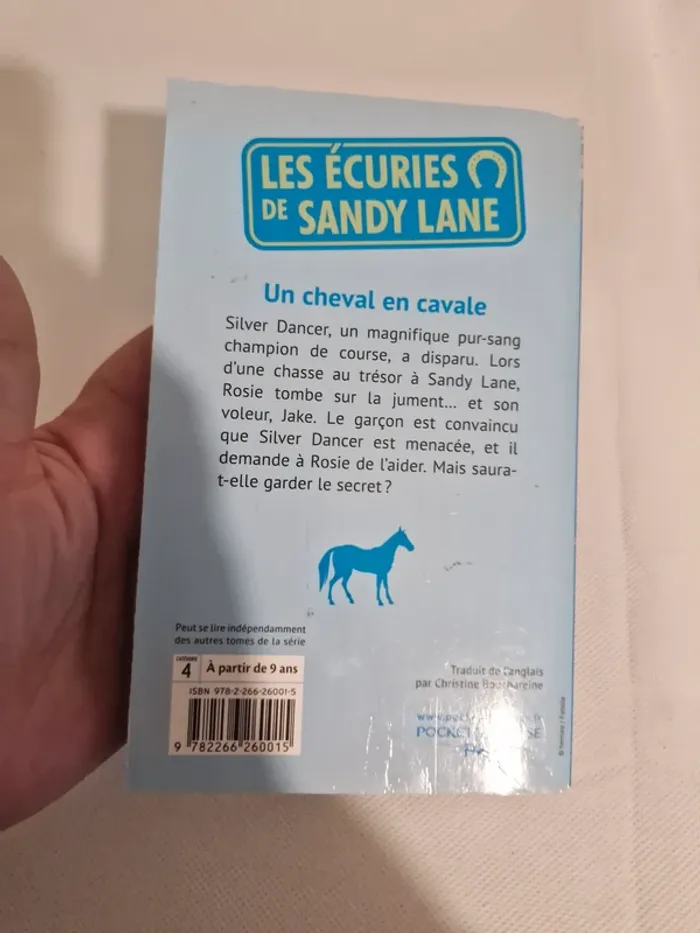 LES ÉCURIES
DE SANDY LANE
Un cheval en cavale
Silver Dancer, un magnifique pur-sang
champion de course, a disparu. Lors
d'une chasse au trésor à Sandy Lane,
Rosie tombe sur la jument... et son
voleur, Jake. Le garçon est convaincu
que Silver Dancer est menacée, et il
demande à Rosie de l'aider. Mais saura-
t-elle garder le secret ?
Peut se lire indépendamment
des autres tomes de la série
CATÉGORIE
4
À partir de 9 ans
ISBN 978-2-266-26001-5
9 782266 260015
Traduit de l'anglais
par Christine